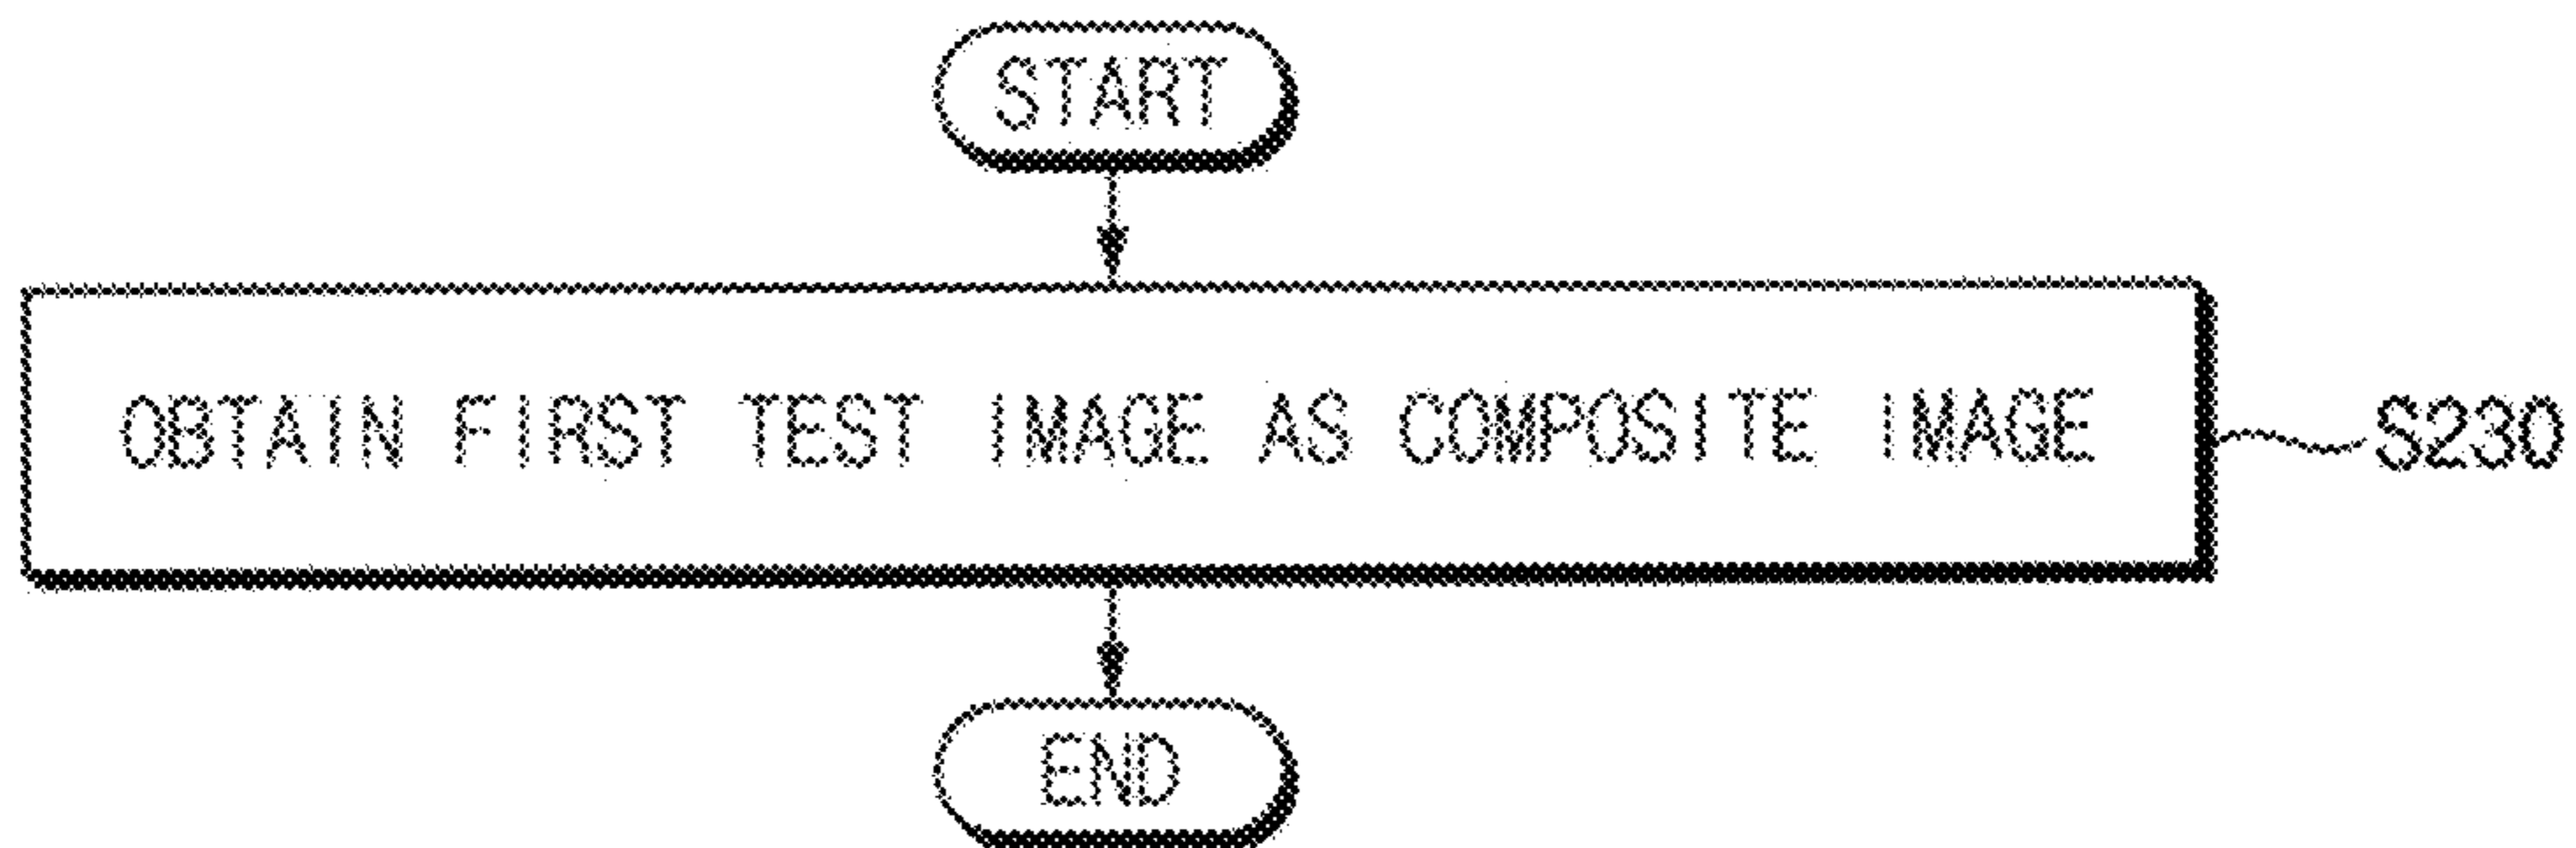 START
OBTAIN FIRST TEST IMAGE AS COMPOSITE IMAGE
S230
END